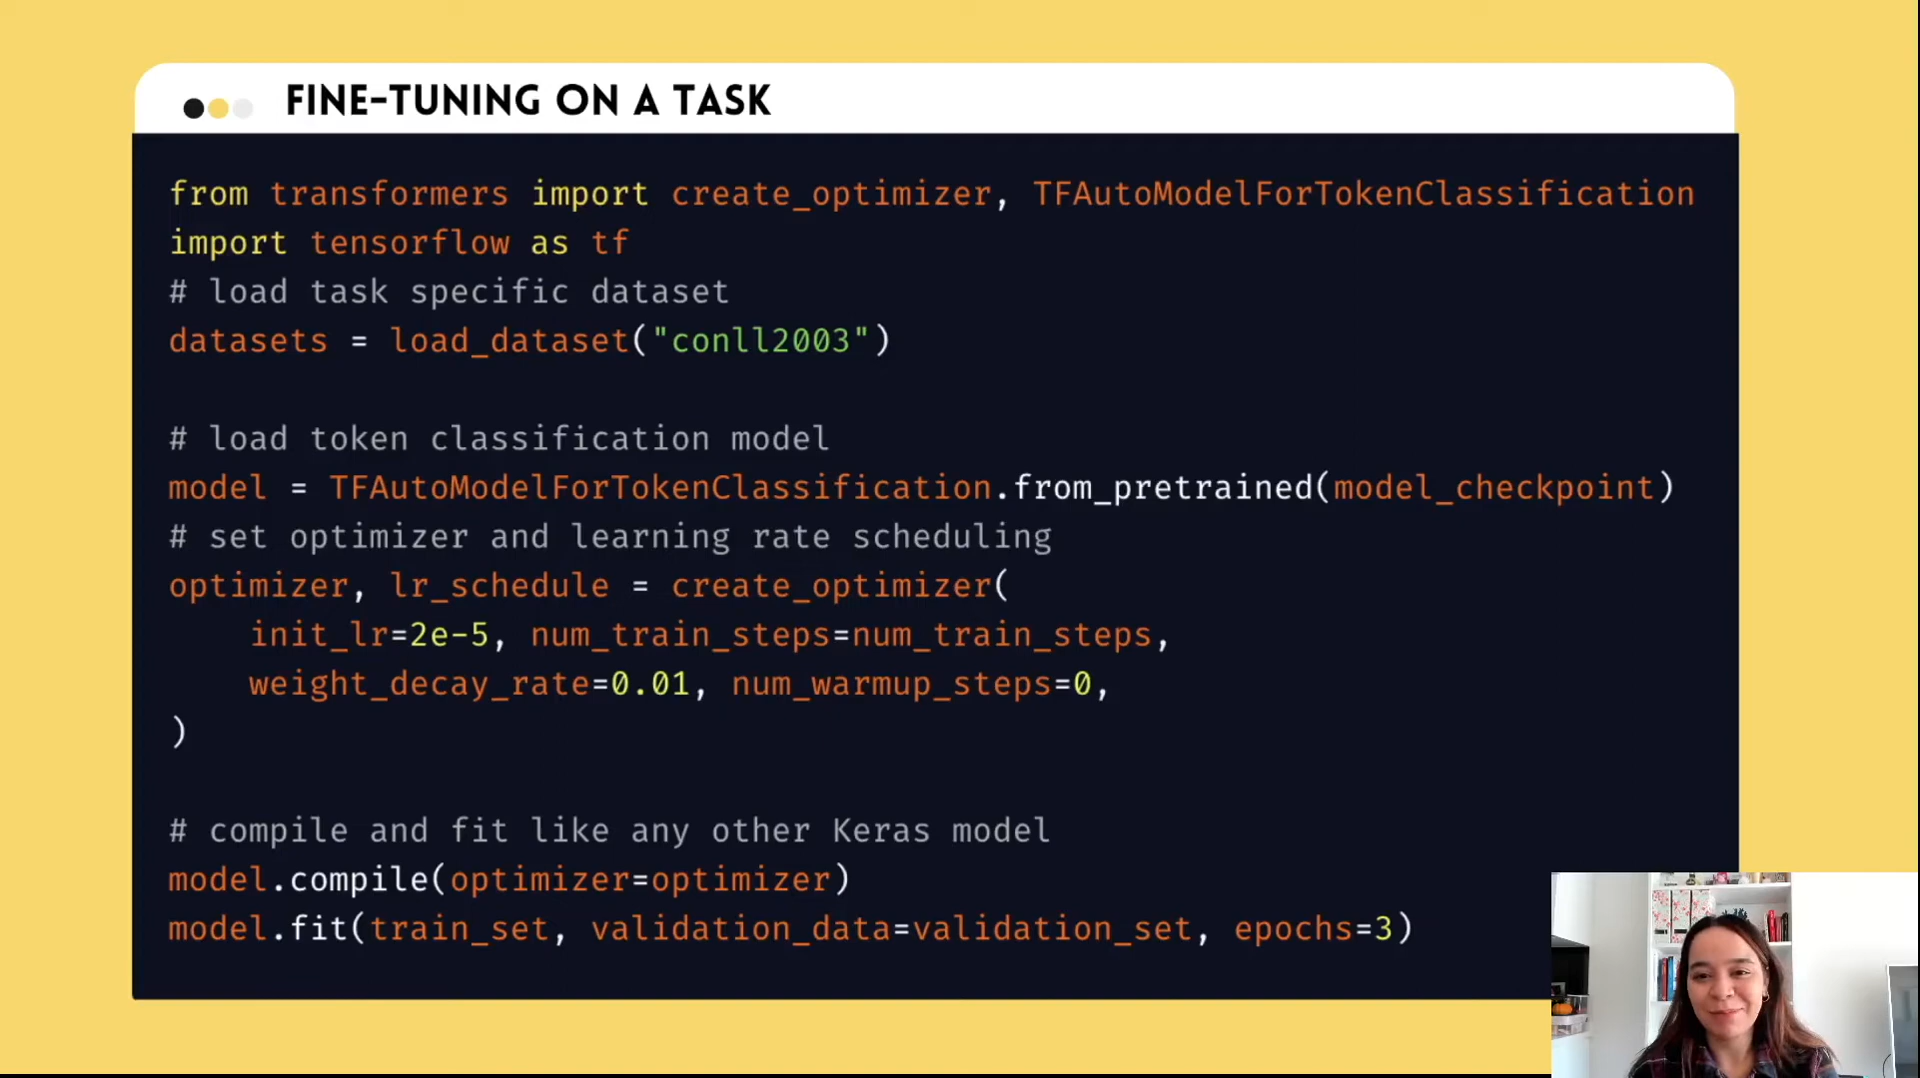 FINE-TUNING ON A TASK
from transformers import create_optimizer, TFAutoModelForTokenClassification
import tensorflow as tf
# load task specific dataset
datasets = load_dataset("conll2003")
# load token classification model
model = TFAutoModelForTokenClassification.from_pretrained(model_checkpoint)
# set optimizer and learning rate scheduling
optimizer, lr_schedule = create_optimizer(
    init_lr=2e-5, num_train_steps=num_train_steps,
    weight_decay_rate=0.01, num_warmup_steps=0,
)
# compile and fit like any other Keras model
model.compile(optimizer=optimizer)
model.fit(train_set, validation_data=validation_set, epochs=3)